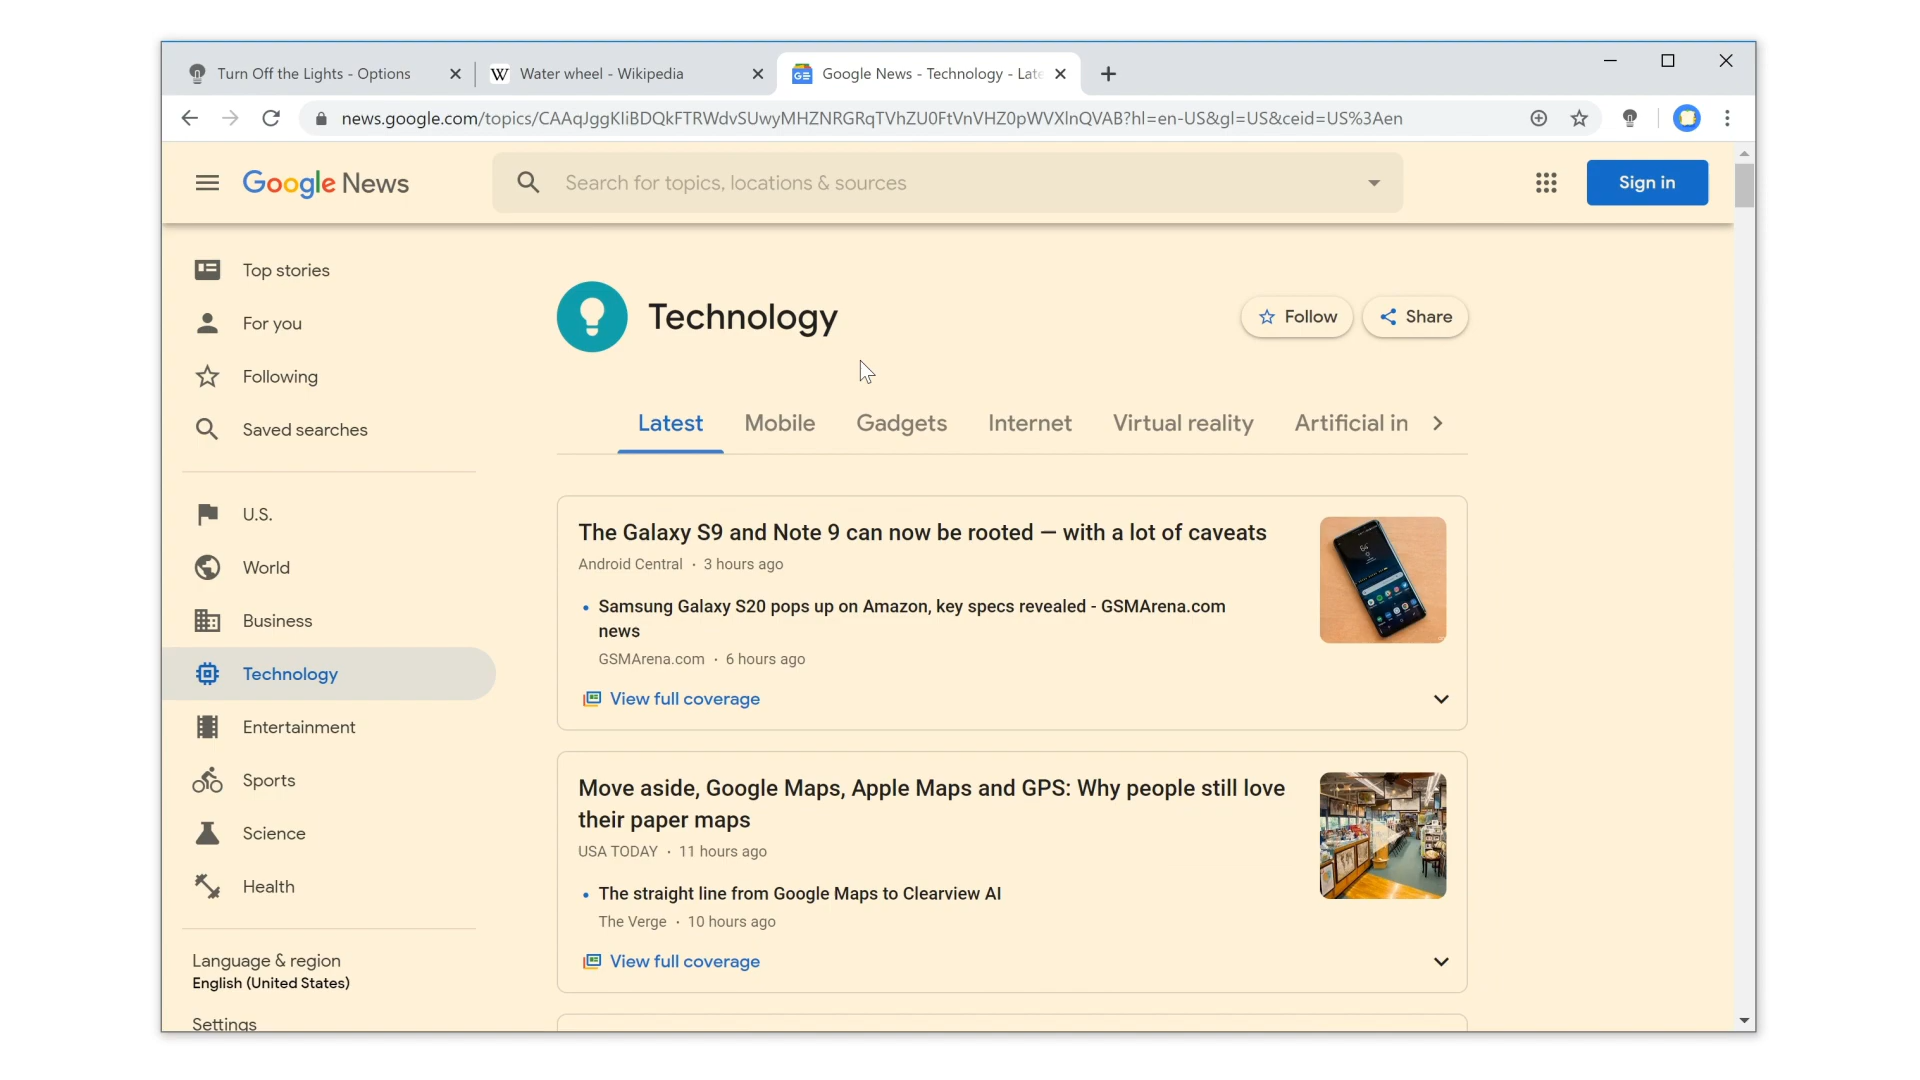 Turn Off the Lights - Options
Water wheel - Wikipedia
Google News - Technology - Late
news.google.com/topics/CAAqJggKIiBDQkFTRWdvSUwyMHZNRGRqTVhZU0FtVnVHZ0pWVXlnQVAB?hl=en-US&gl=US&ceid=US%3Aen
Google News
Search for topics, locations & sources
Sign in
Top stories
For you
Following
Saved searches
U.S.
World
Business
Technology
Entertainment
Sports
Science
Health
Language & region
English (United States)
Settings
Technology
Follow
Share
Latest
Mobile
Gadgets
Internet
Virtual reality
Artificial in
The Galaxy S9 and Note 9 can now be rooted — with a lot of caveats
Android Central · 3 hours ago
Samsung Galaxy S20 pops up on Amazon, key specs revealed - GSMArena.com
news
GSMArena.com · 6 hours ago
View full coverage
Move aside, Google Maps, Apple Maps and GPS: Why people still love
their paper maps
USA TODAY · 11 hours ago
The straight line from Google Maps to Clearview AI
The Verge · 10 hours ago
View full coverage